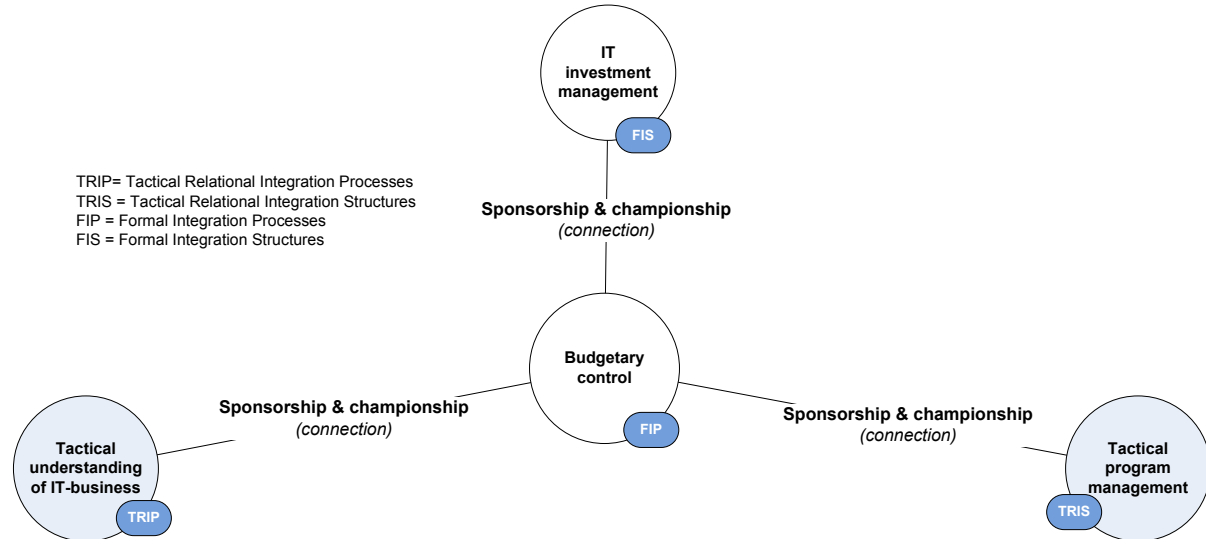 IT
investment
management
FIS
TRIP= Tactical Relational Integration Processes
TRIS = Tactical Relational Integration Structures
FIP = Formal Integration Processes
FIS = Formal Integration Structures
Sponsorship & championship
(connection)
Budgetary
control
FIP
Sponsorship & championship
(connection)
Sponsorship & championship
(connection)
Tactical
understanding
of IT-business
TRIP
Tactical
program
management
TRIS